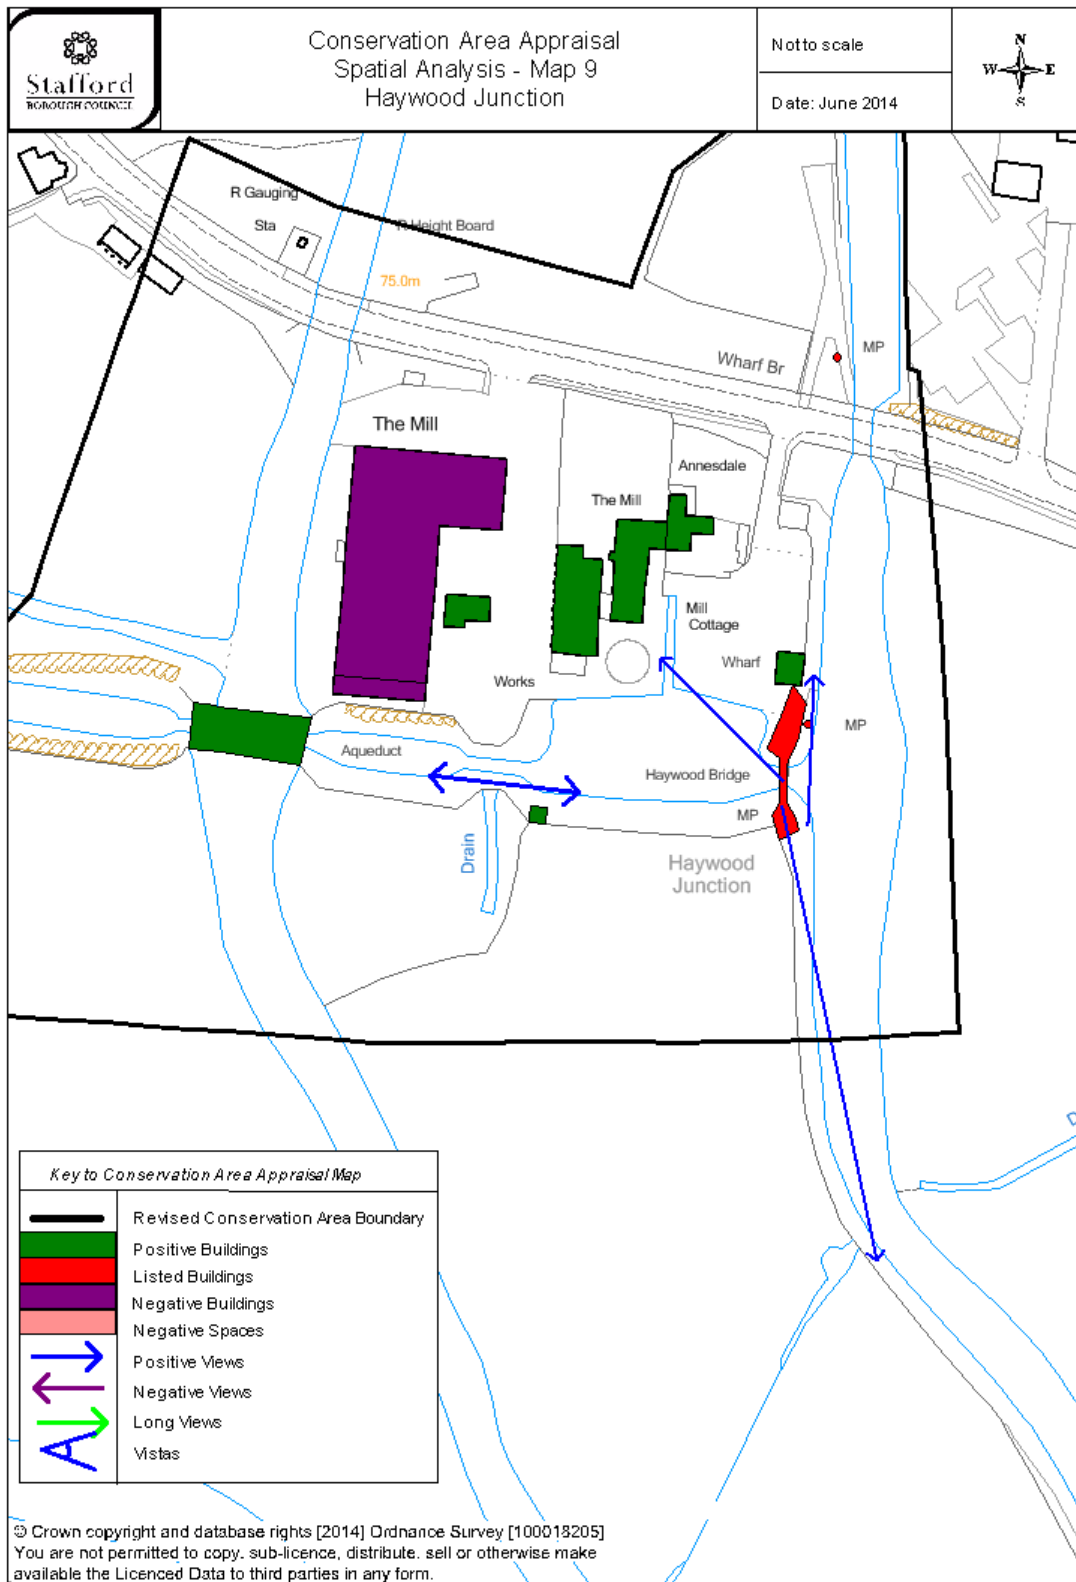 Stafford
BOROUGH COUNCIL
Conservation Area Appraisal
Spatial Analysis - Map 9
Haywood Junction
Not to scale
Date: June 2014
N
W E
S
R Gauging
Sta
R Height Board
75.0m
Wharf Br
MP
The Mill
Annesdale
The Mill
Mill
Cottage
Wharf
Works
MP
Aqueduct
Haywood Bridge
MP
Drain
Haywood
Junction
D
Key to Conservation Area Appraisal Map
Revised Conservation Area Boundary
Positive Buildings
Listed Buildings
Negative Buildings
Negative Spaces
Positive Views
Negative Views
Long Views
Vistas
© Crown copyright and database rights [2014] Ordnance Survey [100018205]
You are not permitted to copy, sub-licence, distribute, sell or otherwise make
available the Licenced Data to third parties in any form.